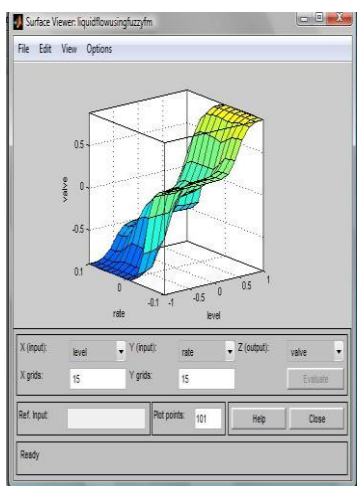 Surface Viewer: liquidflowusingfuzzyfm
File Edit View Options
0.5
0
-0.5
valve
0.1
0
-0.1
rate
-1
-0.5
0
0.5
1
level
X (input): level Y (input): rate Z (output): valve
X grids: 15 Y grids: 15 Evaluate
Ref. Input: Plot points: 101 Help Close
Ready